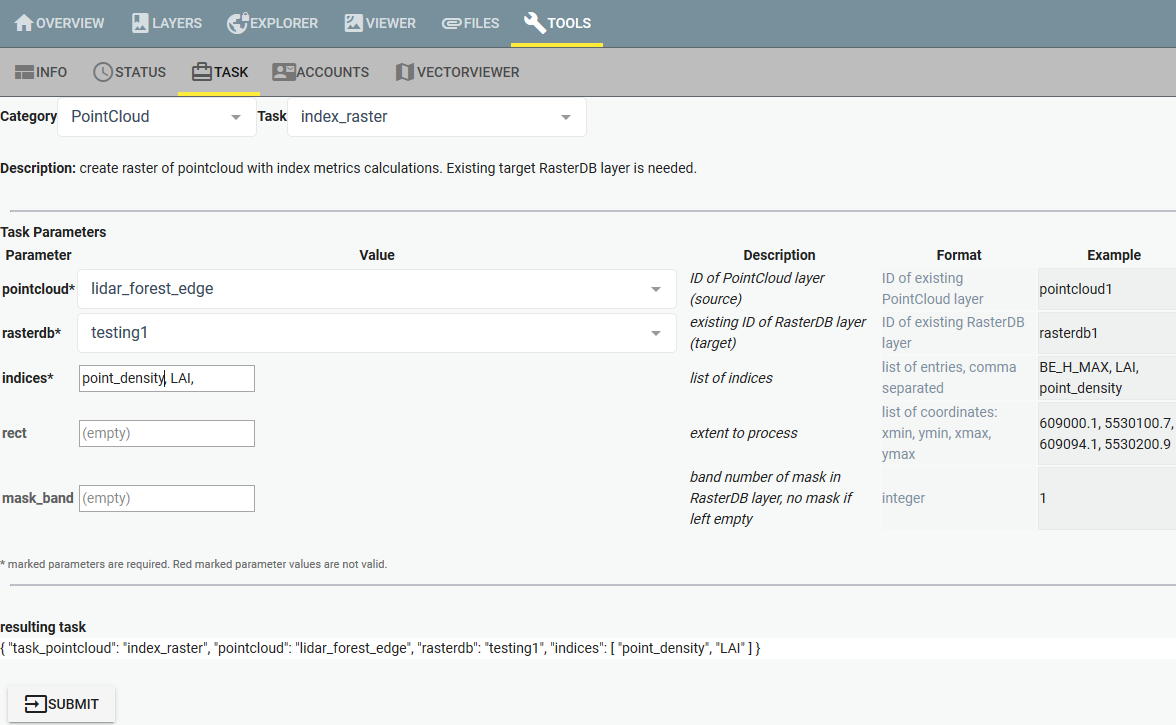 OVERVIEW LAYERS EXPLORER VIEWER FILES TOOLS
INFO STATUS TASK ACCOUNTS VECTORVIEWER
Category PointCloud Task index_raster
Description: create raster of pointcloud with index metrics calculations. Existing target RasterDB layer is needed.
Task Parameters
Parameter Value Description Format Example
pointcloud* lidar_forest_edge
ID of PointCloud layer
(source)
ID of existing
PointCloud layer
pointcloud1
rasterdb* testing1
existing ID of RasterDB layer
(target)
ID of existing RasterDB
layer
rasterdb1
indices* point_density, LAI,
list of indices
list of entries, comma
separated
BE_H_MAX, LAI,
point_density
rect (empty)
extent to process
list of coordinates:
xmin, ymin, xmax,
ymax
609000.1, 5530100.7,
609094.1, 5530200.9
mask_band (empty)
band number of mask in
RasterDB layer, no mask if
left empty
integer
1
* marked parameters are required. Red marked parameter values are not valid.
resulting task
{ "task_pointcloud": "index_raster", "pointcloud": "lidar_forest_edge", "rasterdb": "testing1", "indices": [ "point_density", "LAI" ] }
SUBMIT